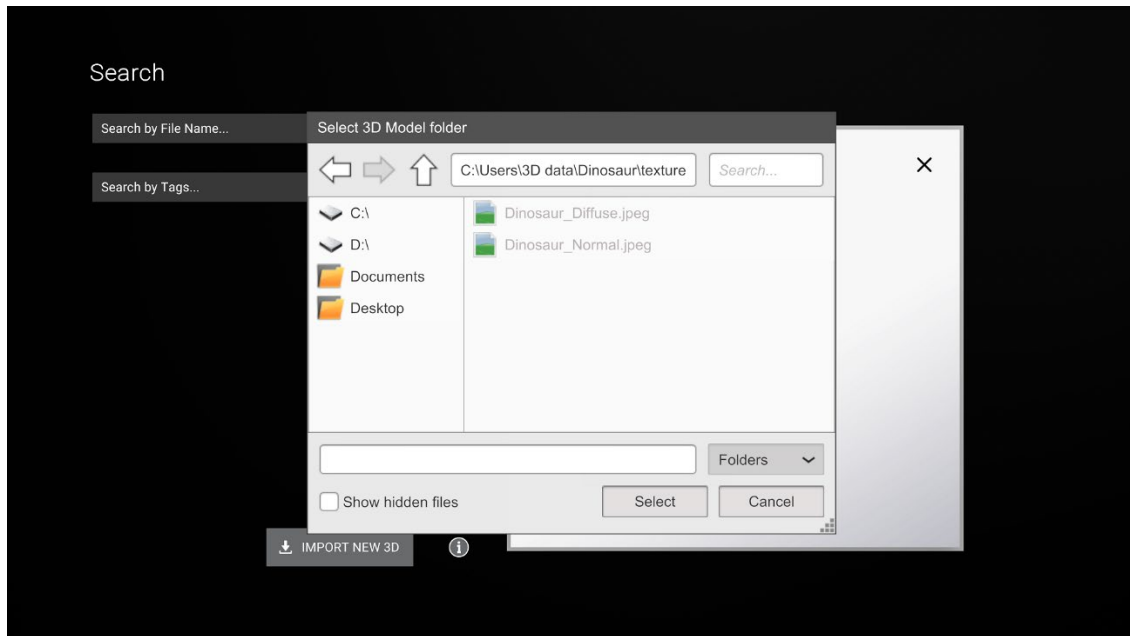 Search
Search by File Name...
Search by Tags...
Select 3D Model folder
C:\Users\3D data\Dinosaur\texture
Search...
C:\
D:\
Documents
Desktop
Dinosaur_Diffuse.jpeg
Dinosaur_Normal.jpeg
Folders
Show hidden files
Select
Cancel
IMPORT NEW 3D
i